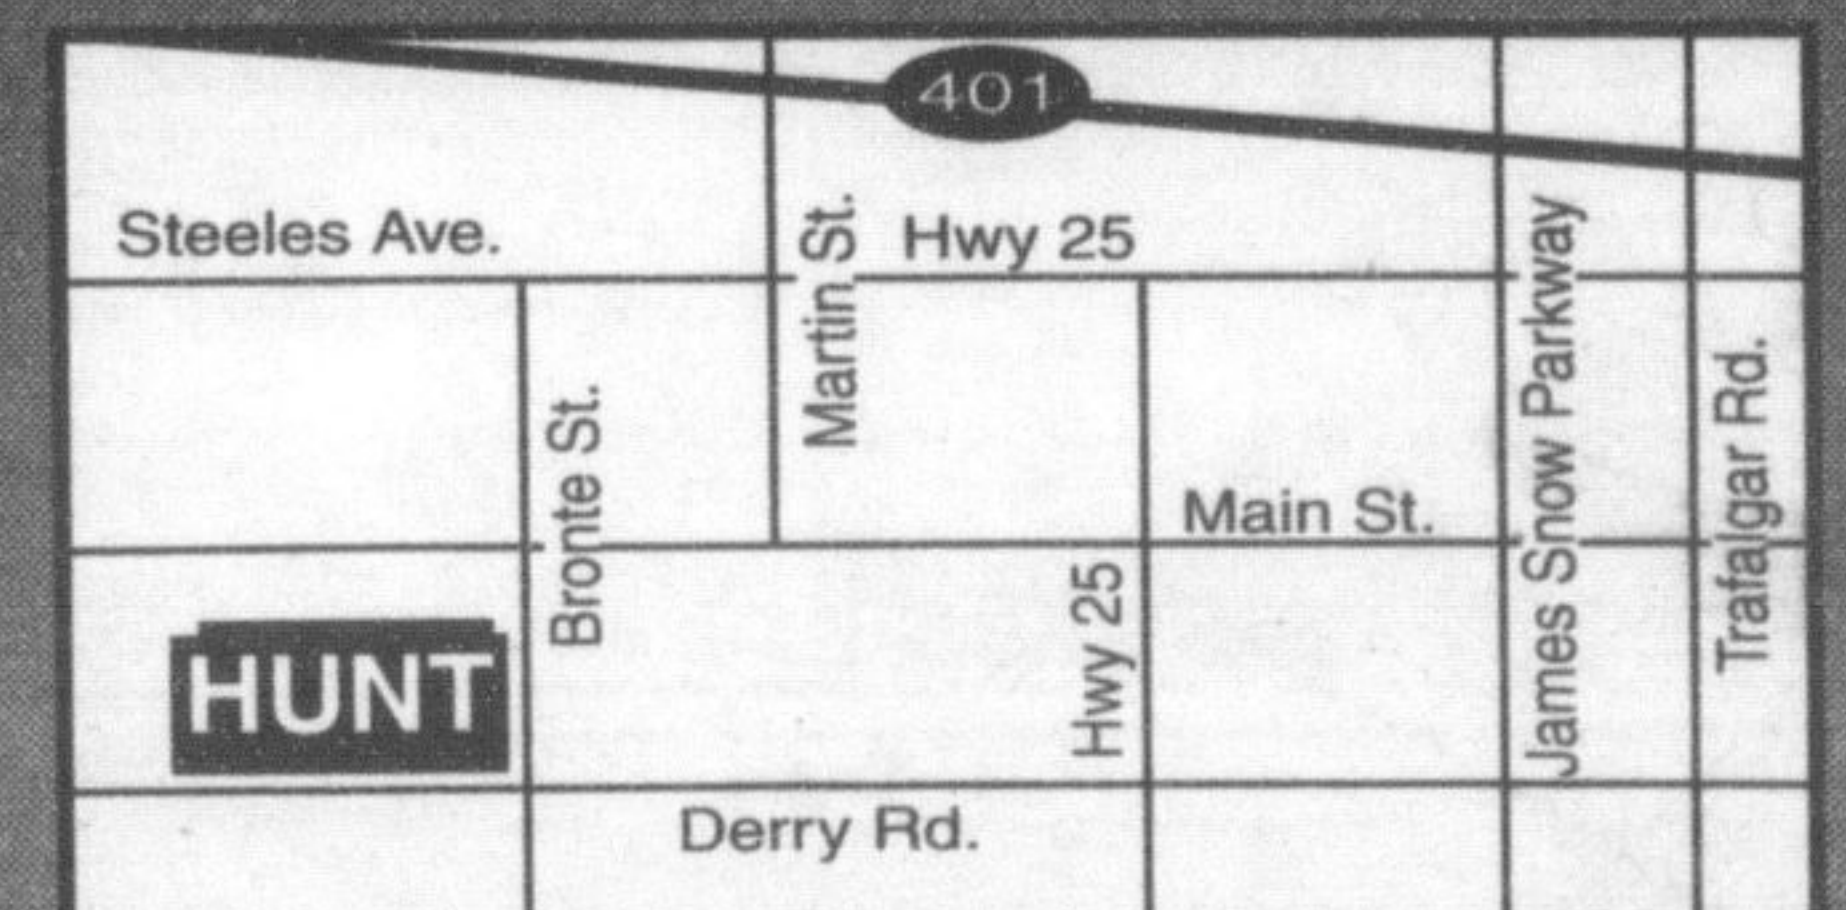 401
Steeles Ave.
Hwy 25
Martin St.
James Snow Parkway
Trafalgar Rd.
Bronte St.
Main St.
Hwy 25
HUNT
Derry Rd.